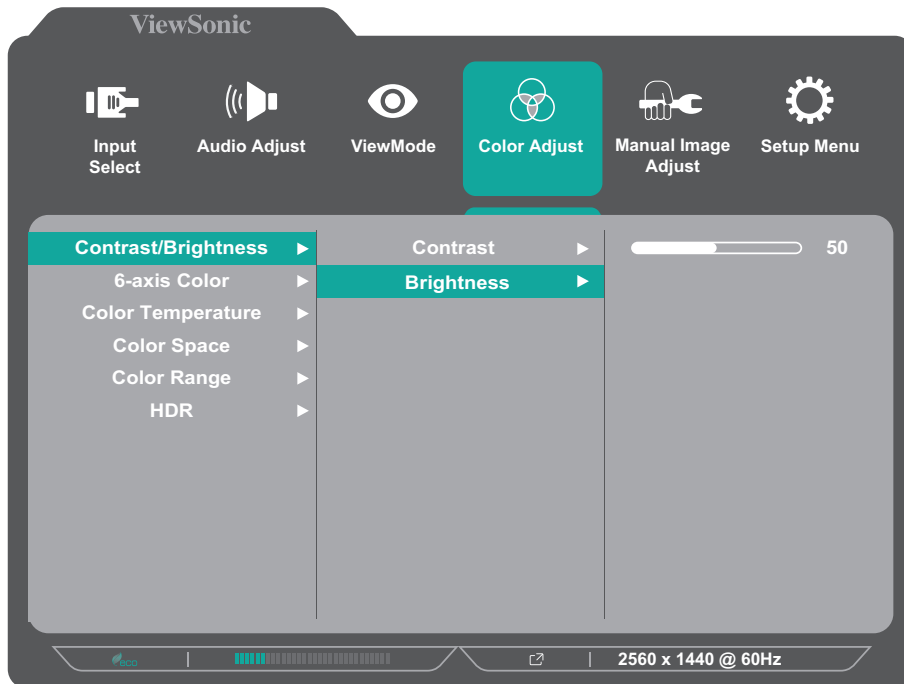 ViewSonic
Input
Select
Audio Adjust
ViewMode
Color Adjust
Manual Image
Adjust
Setup Menu
Contrast/Brightness
Contrast
50
6-axis Color
Brightness
Color Temperature
Color Space
Color Range
HDR
eco
2560 x 1440 @ 60Hz